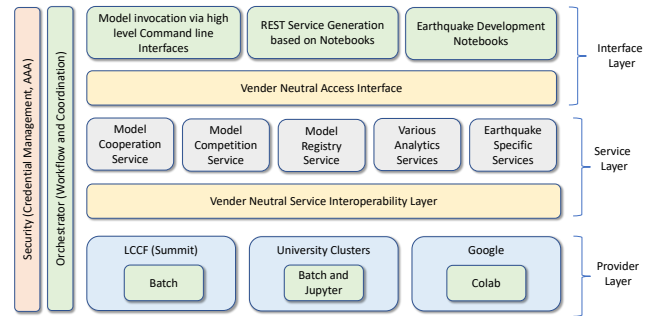 Security (Credential Management, AAA)
Orchestrator (Workflow and Coordination)
Model invocation via high
level Command line
Interfaces
REST Service Generation
based on Notebooks
Earthquake Development
Notebooks
Vender Neutral Access Interface
Interface
Layer
Model
Cooperation
Service
Model
Competition
Service
Model
Registry
Service
Various
Analytics
Services
Earthquake
Specific
Services
Vender Neutral Service Interoperability Layer
Service
Layer
LCCF (Summit)
Batch
University Clusters
Batch and
Jupyter
Google
Colab
Provider
Layer